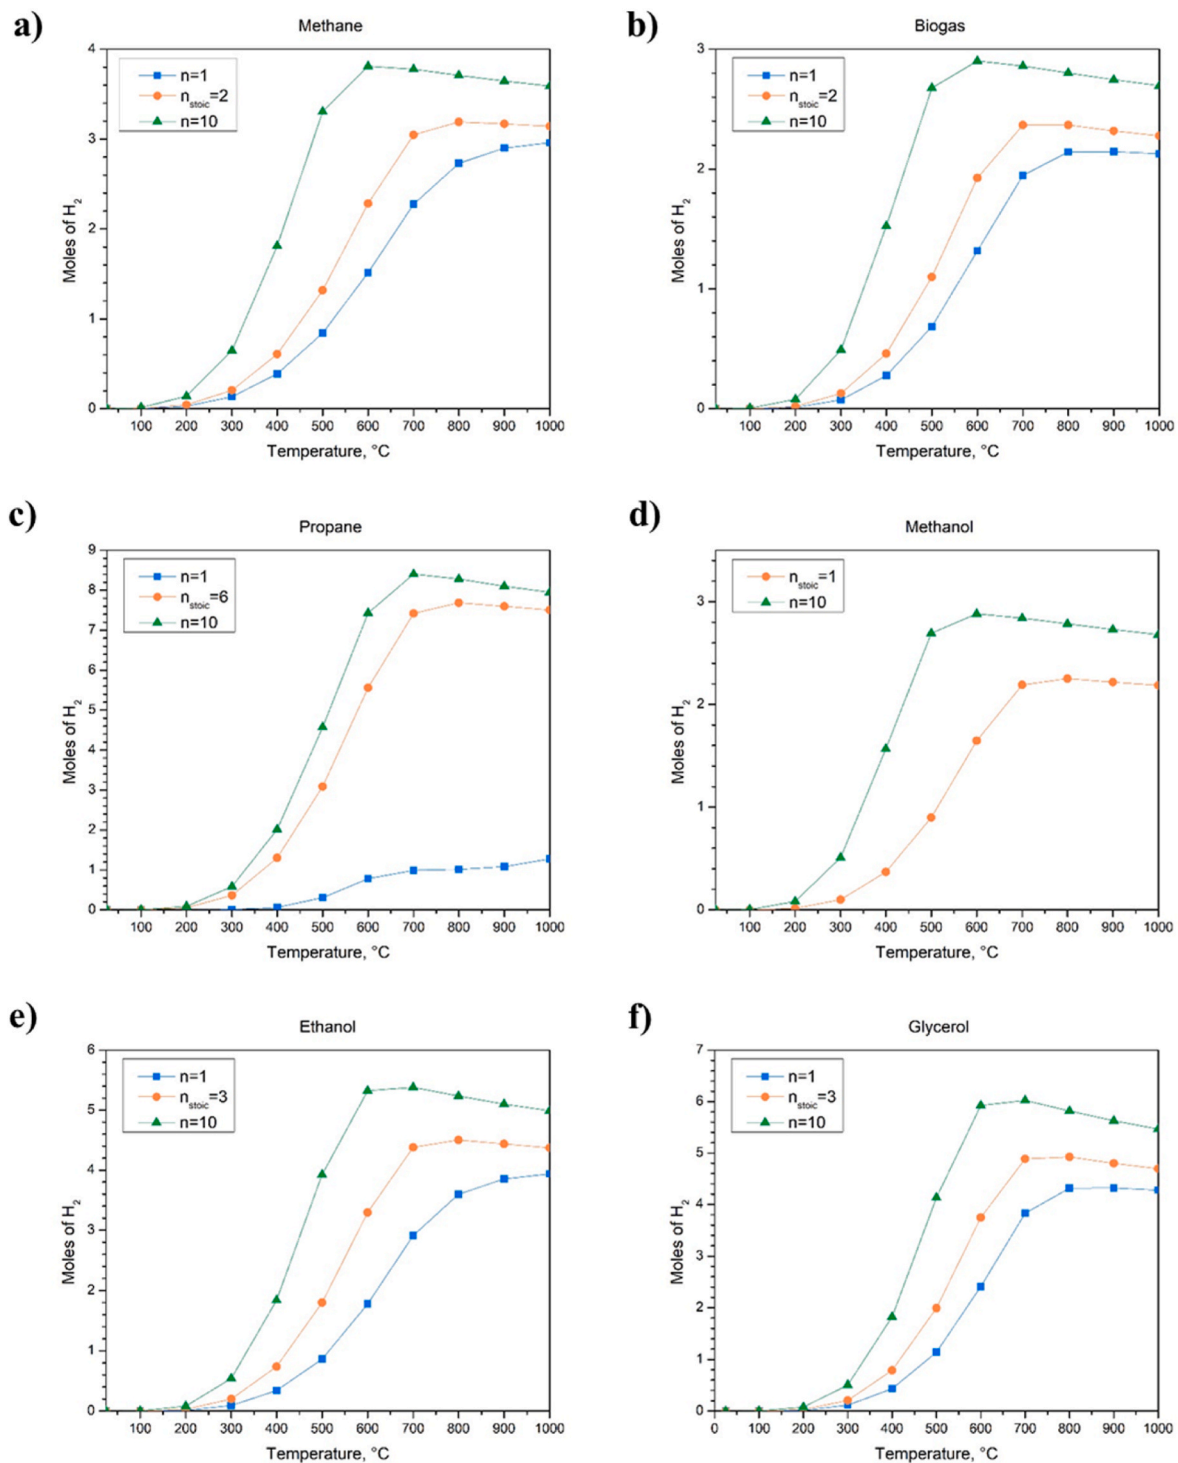 a)
Methane
4
3
2
1
0
Moles of H2
n=1
nstoic=2
n=10
100 200 300 400 500 600 700 800 900 1000
Temperature, °C
b)
Biogas
3
2
1
0
Moles of H2
n=1
nstoic=2
n=10
100 200 300 400 500 600 700 800 900 1000
Temperature, °C
c)
Propane
9
8
7
6
5
4
3
2
1
0
Moles of H2
n=1
nstoic=6
n=10
100 200 300 400 500 600 700 800 900 1000
Temperature, °C
d)
Methanol
3
2
1
0
Moles of H2
nstoic=1
n=10
100 200 300 400 500 600 700 800 900 1000
Temperature, °C
e)
Ethanol
6
5
4
3
2
1
0
Moles of H2
n=1
nstoic=3
n=10
100 200 300 400 500 600 700 800 900 1000
Temperature, °C
f)
Glycerol
7
6
5
4
3
2
1
0
Moles of H2
n=1
nstoic=3
n=10
0 100 200 300 400 500 600 700 800 900 1000
Temperature, °C